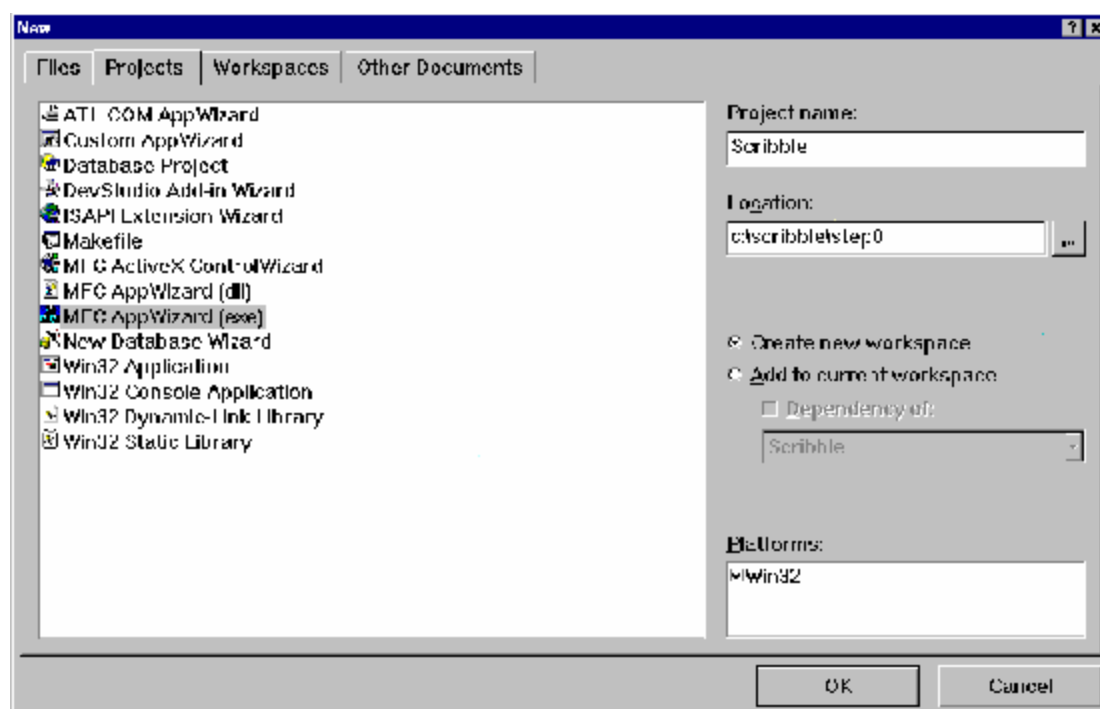 New
Files Projects Workspaces Other Documents
ATL COM AppWizard
Custom AppWizard
Database Project
DevStudio Add-in Wizard
ISAPI Extension Wizard
Makefile
MFC ActiveX ControlWizard
MFC AppWizard (dll)
MFC AppWizard (exe)
New Database Wizard
Win32 Application
Win32 Console Application
Win32 Dynamic-Link Library
Win32 Static Library
Project name:
Scribble
Location:
c:\scribble\step0
...
Create new workspace
Add to current workspace
Dependency of:
Scribble
Platforms:
Win32
OK Cancel